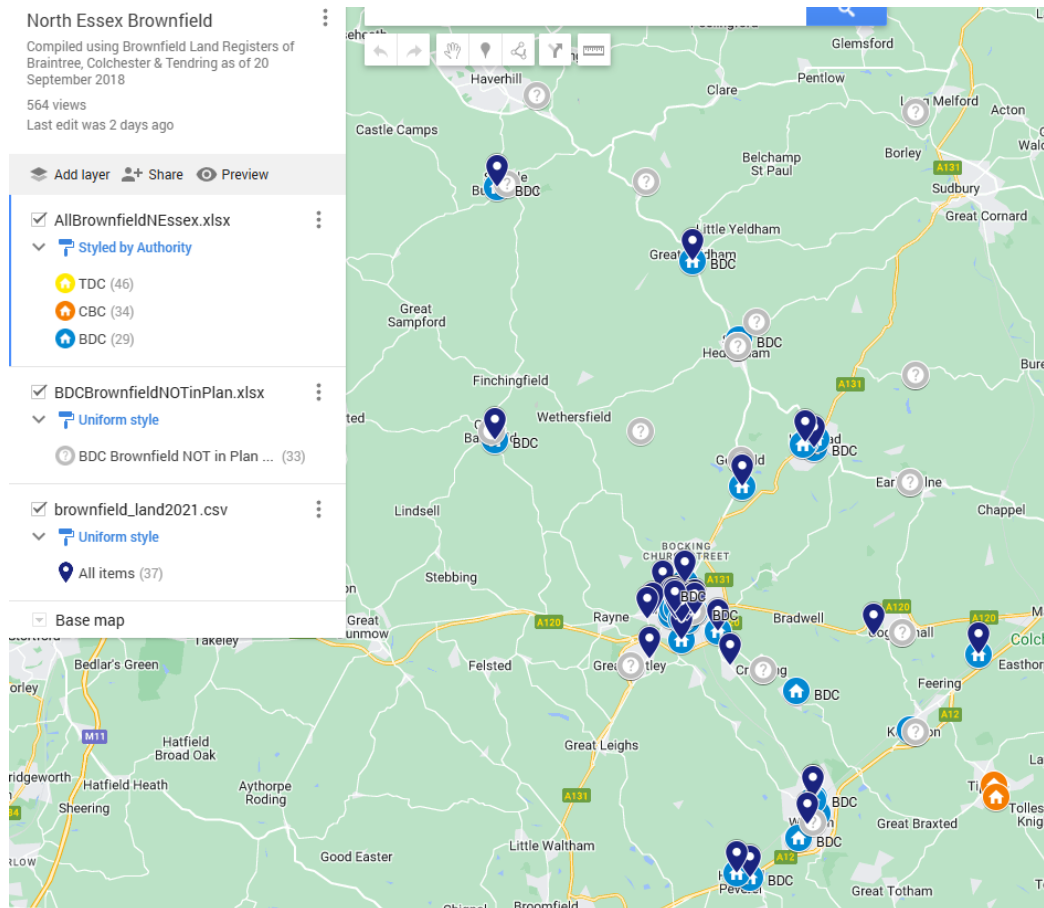 North Essex Brownfield
Compiled using Brownfield Land Registers of
Braintree, Colchester & Tendring as of 20
September 2018
564 views
Last edit was 2 days ago
Add layer
Share
Preview
AllBrownfieldNEssex.xlsx
Styled by Authority
TDC (46)
CBC (34)
BDC (29)
BDCBrownfieldNOTinPlan.xlsx
Uniform style
BDC Brownfield NOT in Plan ... (33)
brownfield_land2021.csv
Uniform style
All items (37)
Base map
Glemsford
Haverhill
Pentlow
Clare
Melford
Acton
Castle Camps
Borley
Belchamp
St Paul
A131
Sudbury
BDC
Great Cornard
Little Yeldham
Great
BDC
Great
Sampford
BDC
Finchingfield
A131
Wethersfield
BDC
BDC
Lindsell
Chappel
BOCKING
A131
Stebbing
BDC
Great
A120
Rayne
BDC
Bradwell
A120
A120
Takeley
Bedlar's Green
Felsted
Feering
BDC
A12
M11
Hatfield
Broad Oak
Great Leighs
Hatfield Heath
Aythorpe
Roding
Sheering
A131
BDC
Great Braxted
BDC
Little Waltham
Good Easter
A12
BDC
Great Totham
Broomfield